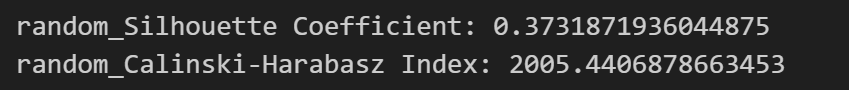 random_Silhouette Coefficient: 0.3731871936044875
random_Calinski-Harabasz Index: 2005.4406878663453